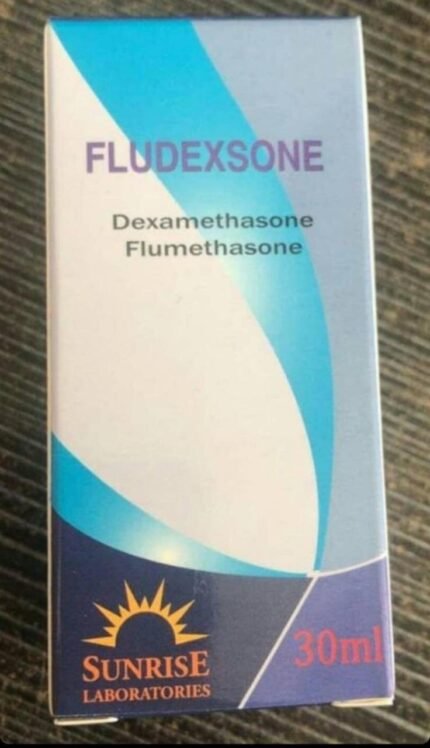 FLUDEXSONE
Dexamethasone
Flumethasone
SUNRISE
LABORATORIES
30ml